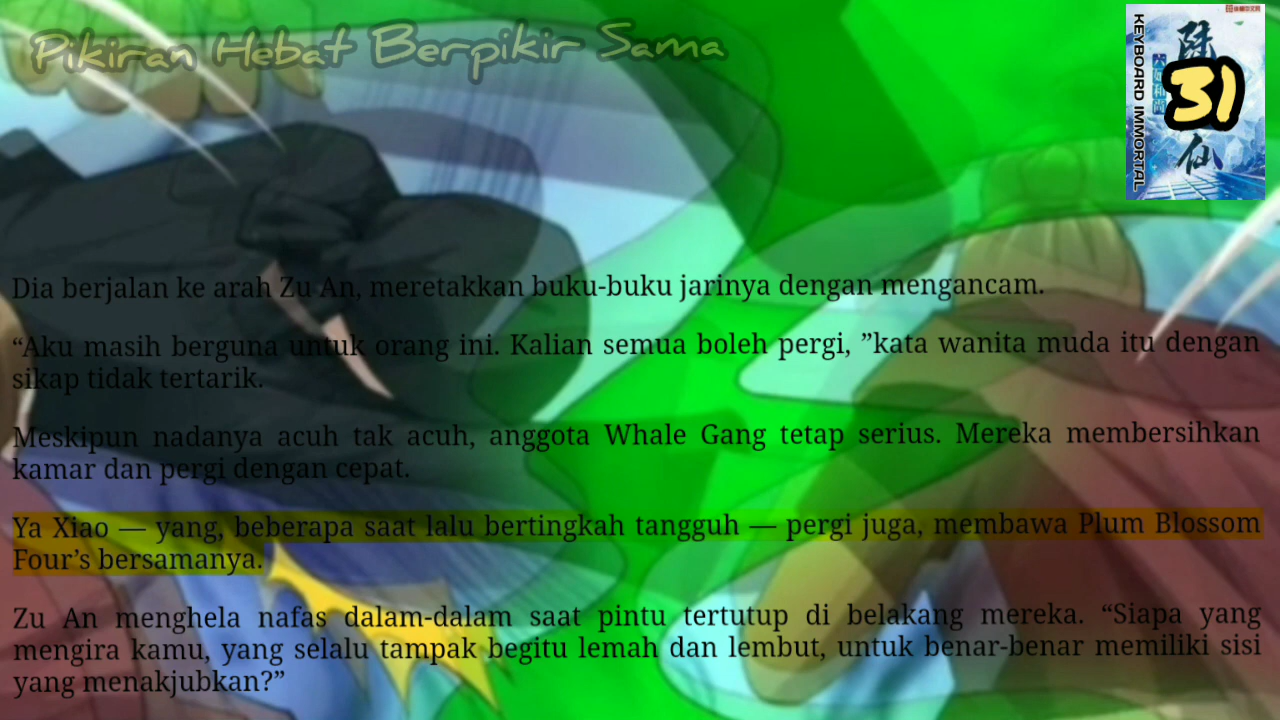 Pikiran Hebat Berpikir Sama
KEYBOARD IMMORTAL
陆
31
仙
Dia berjalan ke arah Zu An, meretakkan buku-buku jarinya dengan mengancam.
“Aku masih berguna untuk orang ini. Kalian semua boleh pergi, ”kata wanita muda itu dengan
sikap tidak tertarik.
Meskipun nadanya acuh tak acuh, anggota Whale Gang tetap serius. Mereka membersihkan
kamar dan pergi dengan cepat.
Ya Xiao — yang, beberapa saat lalu bertingkah tangguh — pergi juga, membawa Plum Blossom
Four’s bersamanya.
Zu An menghela nafas dalam-dalam saat pintu tertutup di belakang mereka. “Siapa yang
mengira kamu, yang selalu tampak begitu lemah dan lembut, untuk benar-benar memiliki sisi
yang menakjubkan?”